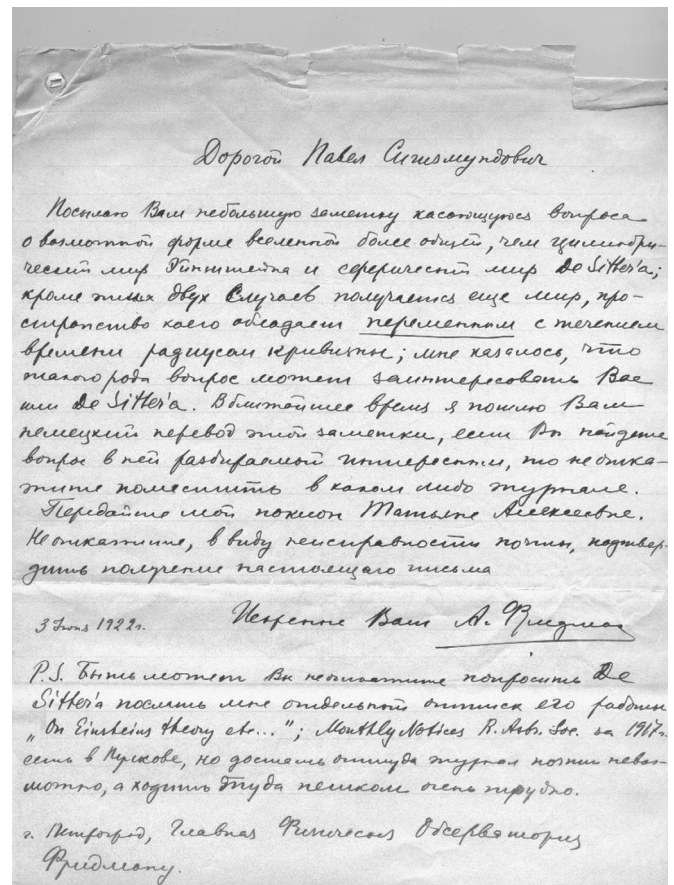 Дорогой Павел Сигизмундович
Посылаю Вам небольшую заметку касающуюся вопроса
о возможной форме вселенной более общей, чем цилиндри-
ческий мир Эйнштейна и сферический мир De Sitter'a;
кроме этих двух случаев получается еще мир, про-
странство коего обладает переменным с течением
времени радиусом кривизны; мне казалось, что
такого рода вопрос может заинтересовать Вас
или De Sitter'a. В ближайшее время я пошлю Вам
немецкий перевод этой заметки, если Вы найдете
вопрос в ней разбираемый интересным, то не отка-
жите поместить в каком либо журнале.
Передайте мой поклон Татьяне Алексеевне.
Не откажите, в виду неисправности почты, подтвер-
дить получение настоящаго письма
Искренне Ваш А. Фридман
3 Июня 1922 г.
P.S. Быть может Вы не откажите попросить De
Sitter'a послать мне отдельный оттиск его работы
„On Einsteins theory etc..."; Monthly Notices R. Astr. Soc. за 1917 г.
есть в Пулкове, но достать оттуда журнал почти невоз-
можно, а ходить туда пешком очень трудно.
г. Петроград, Главная Физическая Обсерватория
Фридману.